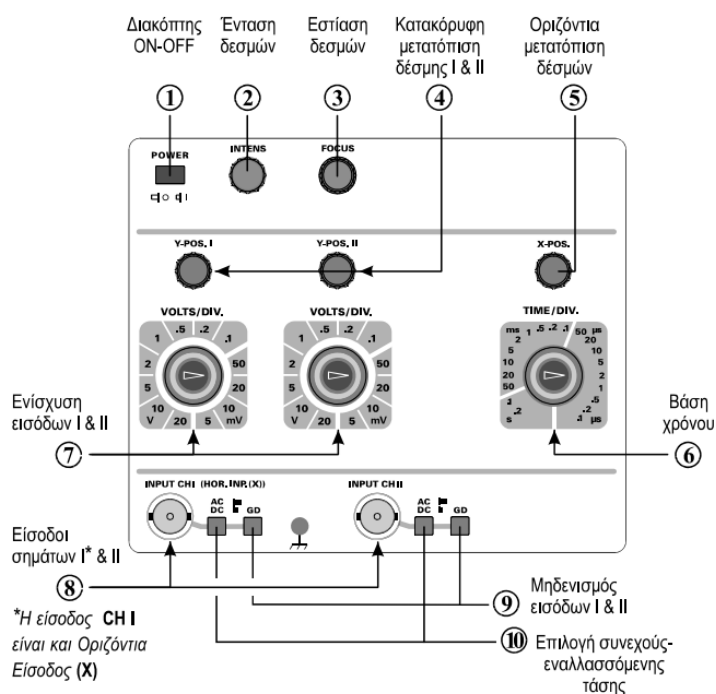 Διακόπτης
ON-OFF
Ένταση
δεσμών
Εστίαση
δεσμών
Κατακόρυφη
μετατόπιση
δέσμης I & II
Οριζόντια
μετατόπιση
δεσμών
1
2
3
4
5
POWER
INTENS
FOCUS
Y-POS. I
Y-POS. II
X-POS.
VOLTS/DIV.
.5 .2
1 .1
2 50
5 20
10 10
V 20 5 mV
VOLTS/DIV.
.5 .2
1 .1
2 50
5 20
10 10
V 20 5 mV
TIME/DIV.
ms 1 .5 .2 .1 50 μs
2 20
5 10
10 5
20 2
50 1
.1 .5
s .2 .1 .2 μs
Ενίσχυση
εισόδων I & II
7
Βάση
χρόνου
6
INPUT CHI (HOR. INP. (X))
AC
DC
GD
INPUT CH II
AC
DC
GD
Είσοδοι
σημάτων I* & II
8
*Η είσοδος CH I
είναι και Οριζόντια
Είσοδος (X)
9 Μηδενισμός
εισόδων I & II
10 Επιλογή συνεχούς-
εναλλασσόμενης
τάσης